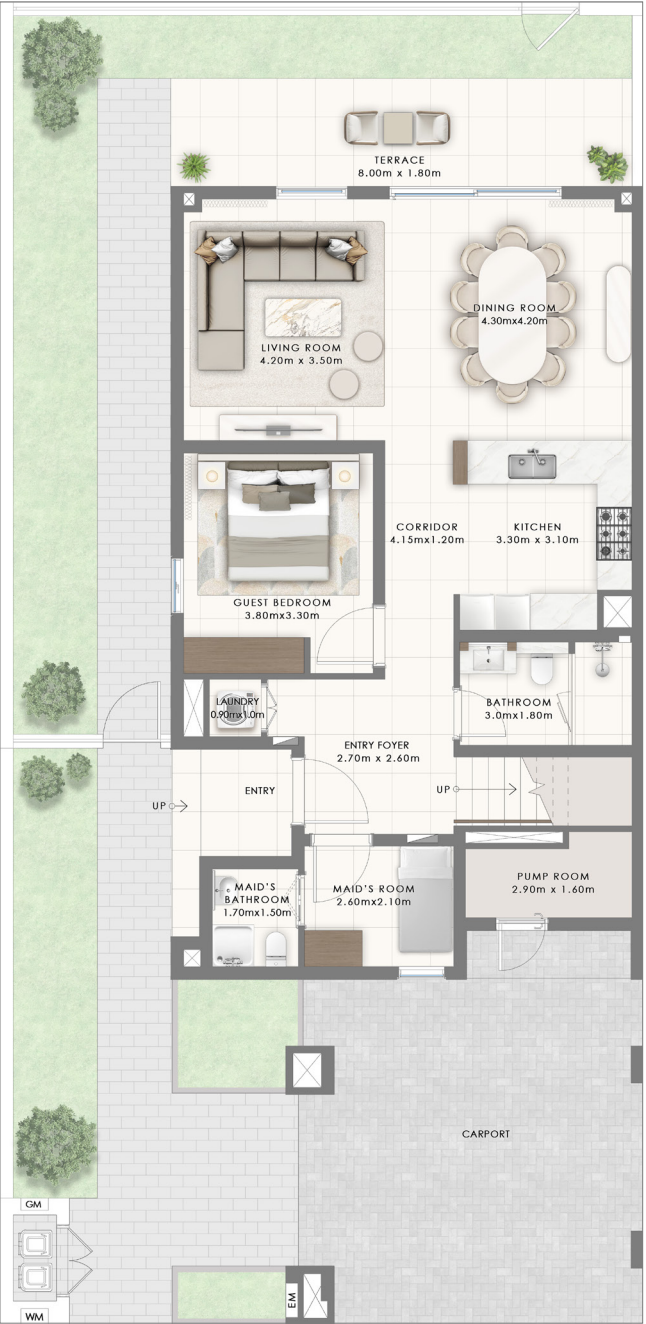 TERRACE
8.00m x 1.80m
DINING ROOM
4.30mx4.20m
LIVING ROOM
4.20m x 3.50m
CORRIDOR
4.15mx1.20m
KITCHEN
3.30m x 3.10m
GUEST BEDROOM
3.80mx3.30m
LAUNDRY
0.90mx1.0m
BATHROOM
3.0mx1.80m
ENTRY FOYER
2.70m x 2.60m
ENTRY
UP
UP
MAID'S
BATHROOM
1.70mx1.50m
MAID'S ROOM
2.60mx2.10m
PUMP ROOM
2.90m x 1.60m
CARPORT
GM
WM
EM